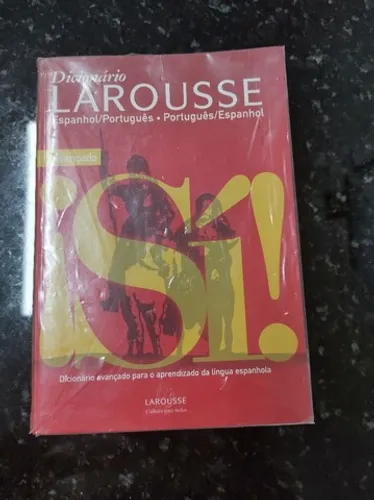 Dicionário
LAROUSSE
Espanhol/Português • Português/Espanhol
¡Sí!
Dicionário avançado para o aprendizado da língua espanhola
LAROUSSE